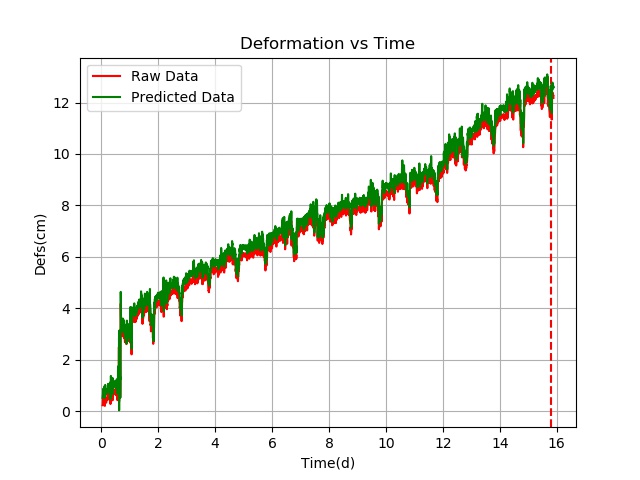 Deformation vs Time
Raw Data
Predicted Data
Defs(cm)
12
10
8
6
4
2
0
0 2 4 6 8 10 12 14 16
Time(d)